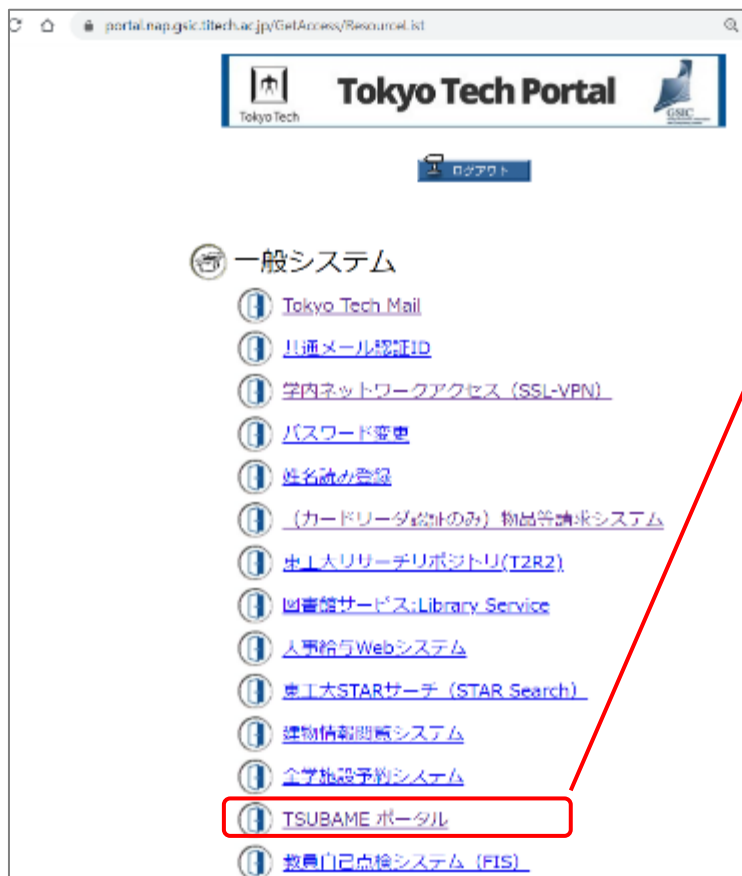 portal.nap.gsic.titech.ac.jp/GetAccess/ResourceList
Tokyo Tech
Tokyo Tech Portal
GSIC
ログアウト
一般システム
Tokyo Tech Mail
共通メール認証ID
学内ネットワークアクセス（SSL-VPN）
パスワード変更
姓名読み登録
（カードリーダ認証のみ）物品等請求システム
東工大リサーチリポジトリ(T2R2)
図書館サービス:Library Service
人事給与Webシステム
東工大STARサーチ（STAR Search）
建物情報閲覧システム
全学施設予約システム
TSUBAME ポータル
教員自己点検システム（FIS）